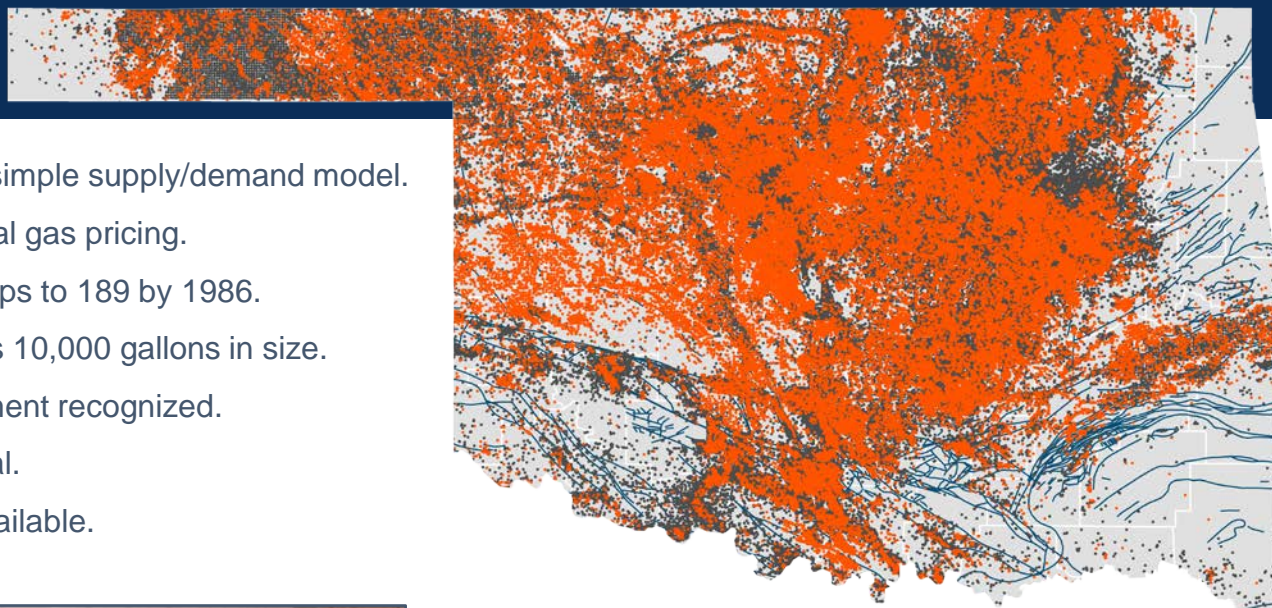 simple supply/demand model.
al gas pricing.
ps to 189 by 1986.
s 10,000 gallons in size.
nent recognized.
al.
ailable.